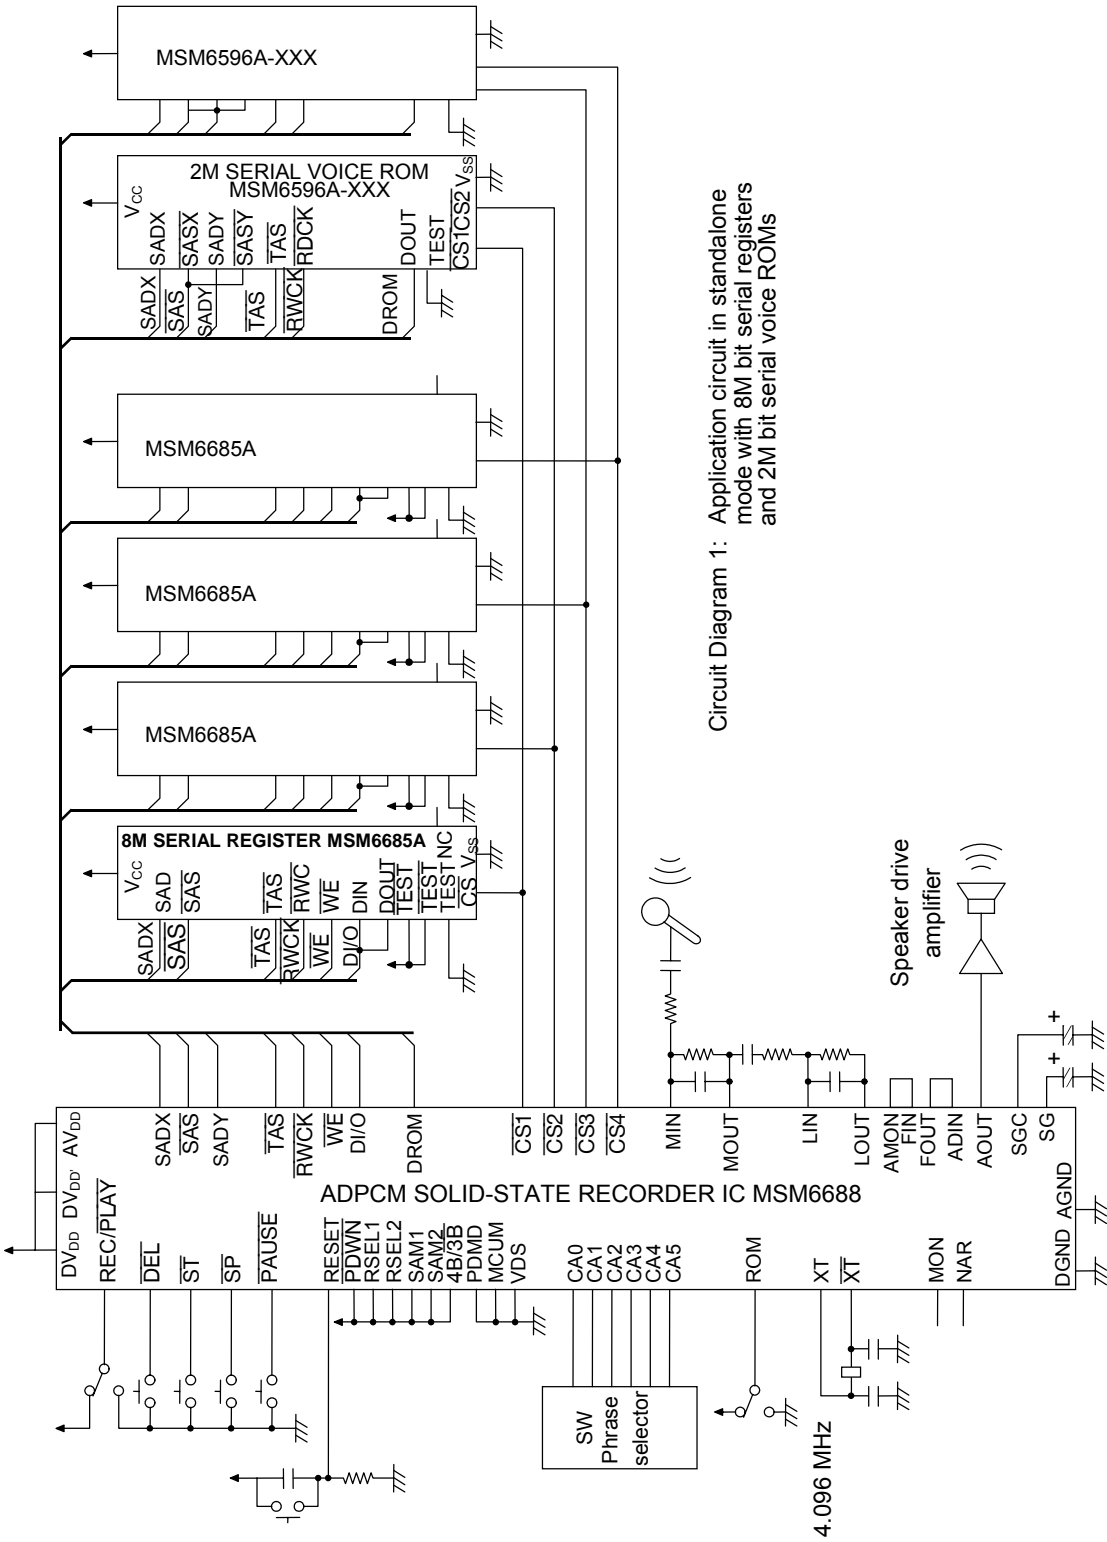 MSM6596A-XXX
2M SERIAL VOICE ROM
MSM6596A-XXX
VCC
SADX
SASX
SADY
SASY
TAS
RDCK
DOUT
TEST
CS1
CS2
VSS
SADX
SAS
SADY
TAS
RWCK
DROM
MSM6685A
MSM6685A
MSM6685A
8M SERIAL REGISTER MSM6685A
VCC
SAD
SAS
TAS
RWC
WE
DIN
DOUT
TEST
TEST
TEST
NC
CS
VSS
SADX
SAS
TAS
RWCK
WE
DI/O
Circuit Diagram 1: Application circuit in standalone
mode with 8M bit serial registers
and 2M bit serial voice ROMs
Speaker drive
amplifier
+
+
DVDD
DVDD'
AVDD
SADX
SAS
SADY
TAS
RWCK
WE
DI/O
DROM
CS1
CS2
CS3
CS4
MIN
MOUT
LIN
LOUT
AMON
FIN
FOUT
ADIN
AOUT
SGC
SG
ADPCM SOLID-STATE RECORDER IC MSM6688
REC/PLAY
DEL
ST
SP
PAUSE
RESET
PDWN
RSEL1
RSEL2
SAM1
SAM2
4B/3B
PDMD
MCUM
VDS
CA0
CA1
CA2
CA3
CA4
CA5
ROM
XT
XT
MON
NAR
DGND
AGND
SW
Phrase
selector
4.096 MHz